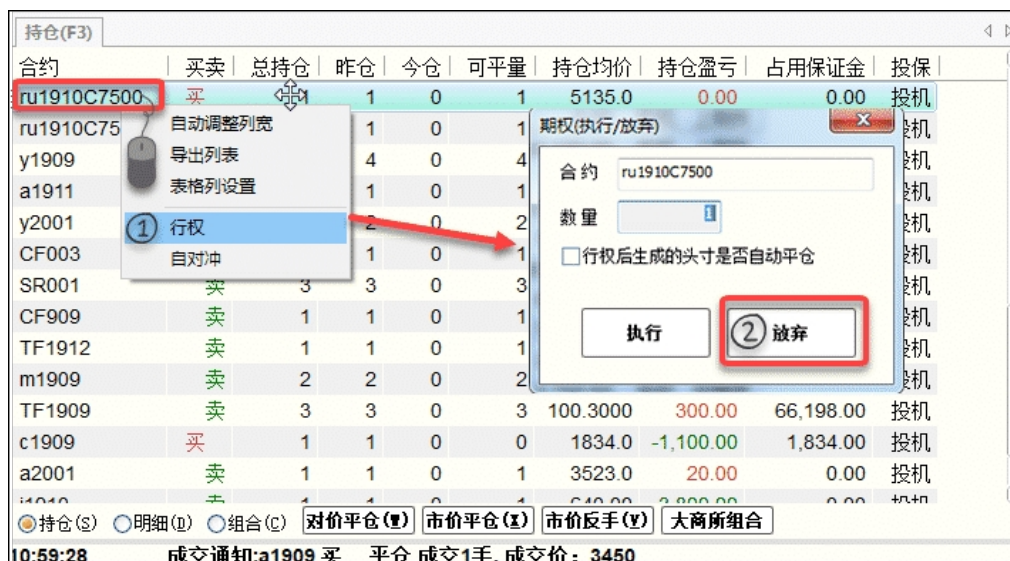 持仓(F3)
合约 买卖 总持仓 昨仓 今仓 可平量 持仓均价 持仓盈亏 占用保证金 投保
ru1910C7500 买 1 1 0 1 5135.0 0.00 0.00 投机
ru1910C75 1 0 1
y1909 4 0 4
a1911 1 0 1
y2001 2 0 2
CF003 1 0 1
SR001 卖 3 3 0 3
CF909 卖 1 1 0 1
TF1912 卖 1 1 0 1
m1909 卖 2 2 0 2
TF1909 卖 3 3 0 3 100.3000 300.00 66,198.00 投机
c1909 买 1 1 0 0 1834.0 -1,100.00 1,834.00 投机
a2001 卖 1 1 0 1 3523.0 20.00 0.00 投机
自动调整列宽
导出列表
表格列设置
① 行权
自对冲
期权(执行/放弃)
合约 ru1910C7500
数量 1
行权后生成的头寸是否自动平仓
执行 ② 放弃
持仓(S) 明细(D) 组合(C) 对价平仓(W) 市价平仓(X) 市价反手(Y) 大商所组合
10:59:28 成交通知:a1909 买 平仓 成交1手, 成交价: 3450